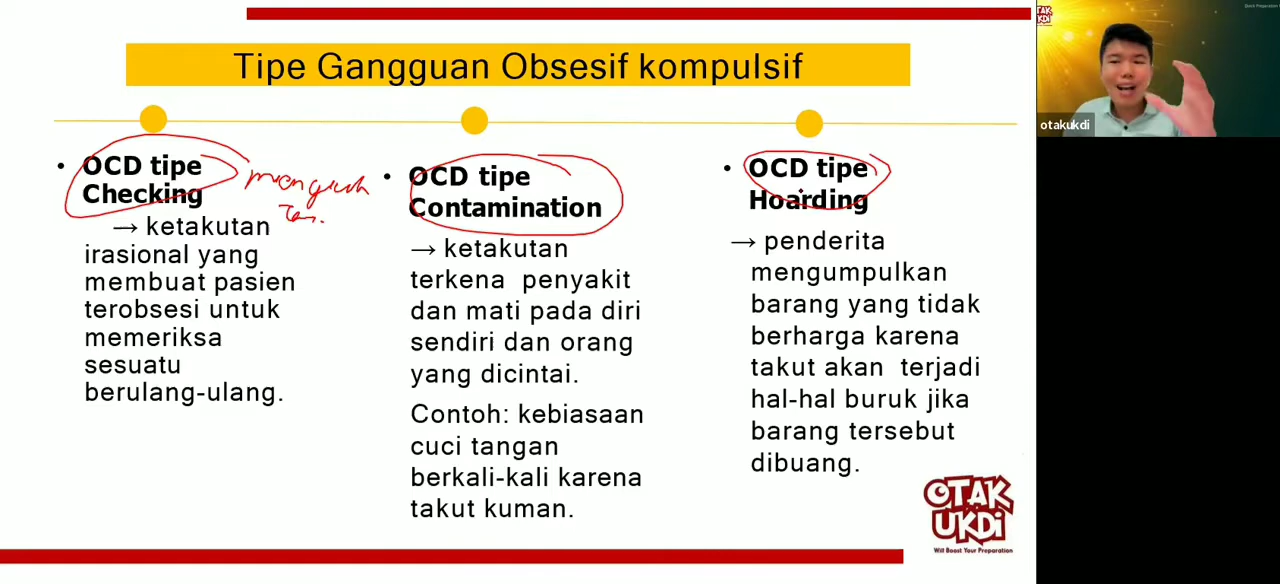 Tipe Gangguan Obsesif kompulsif
• OCD tipe
Checking
→ ketakutan
irasional yang
membuat pasien
terobsesi untuk
memeriksa
sesuatu
berulang-ulang.
• OCD tipe
Contamination
→ ketakutan
terkena penyakit
dan mati pada diri
sendiri dan orang
yang dicintai.
Contoh: kebiasaan
cuci tangan
berkali-kali karena
takut kuman.
• OCD tipe
Hoarding
→ penderita
mengumpulkan
barang yang tidak
berharga karena
takut akan terjadi
hal-hal buruk jika
barang tersebut
dibuang.
OTAK
UKDi
Will Boost Your Preparation
otakukdi